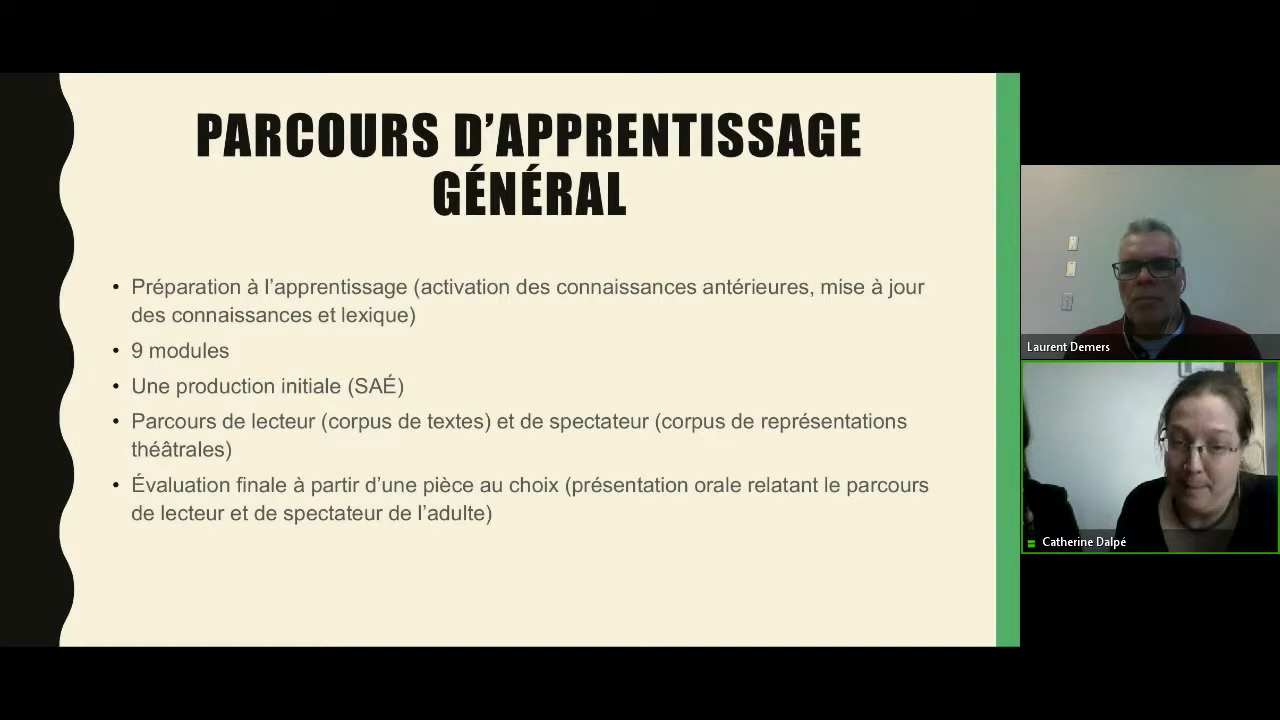 PARCOURS D’APPRENTISSAGE
GÉNÉRAL
• Préparation à l’apprentissage (activation des connaissances antérieures, mise à jour
des connaissances et lexique)
• 9 modules
• Une production initiale (SAÉ)
• Parcours de lecteur (corpus de textes) et de spectateur (corpus de représentations
théâtrales)
• Évaluation finale à partir d’une pièce au choix (présentation orale relatant le parcours
de lecteur et de spectateur de l’adulte)
Laurent Demers
Catherine Dalpé